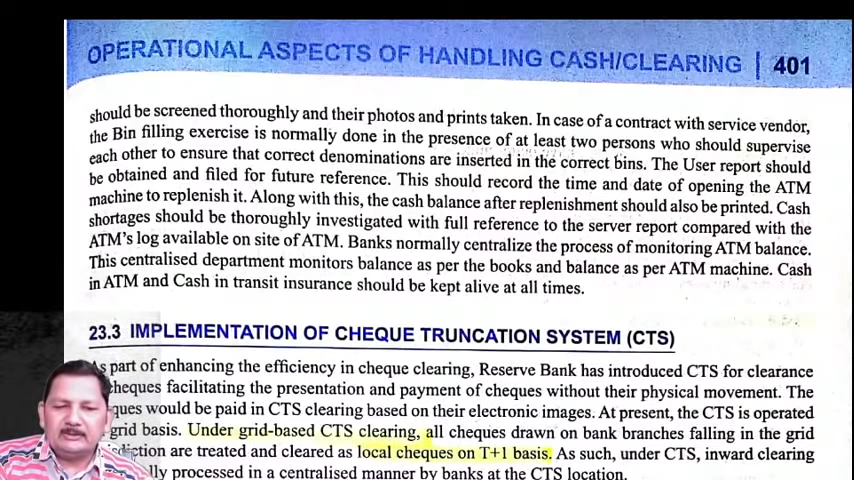 OPERATIONAL ASPECTS OF HANDLING CASH/CLEARING | 401
should be screened thoroughly and their photos and prints taken. In case of a contract with service vendor,
the Bin filling exercise is normally done in the presence of at least two persons who should supervise
each other to ensure that correct denominations are inserted in the correct bins. The User report should
be obtained and filed for future reference. This should record the time and date of opening the ATM
machine to replenish it. Along with this, the cash balance after replenishment should also be printed. Cash
shortages should be thoroughly investigated with full reference to the server report compared with the
ATM's log available on site of ATM. Banks normally centralize the process of monitoring ATM balance.
This centralised department monitors balance as per the books and balance as per ATM machine. Cash
in ATM and Cash in transit insurance should be kept alive at all times.
23.3 IMPLEMENTATION OF CHEQUE TRUNCATION SYSTEM (CTS)
As part of enhancing the efficiency in cheque clearing, Reserve Bank has introduced CTS for clearance
cheques facilitating the presentation and payment of cheques without their physical movement. The
would be paid in CTS clearing based on their electronic images. At present, the CTS is operated
grid basis. Under grid-based CTS clearing, all cheques drawn on bank branches falling in the grid
are treated and cleared as local cheques on T+1 basis. As such, under CTS, inward clearing
processed in a centralised manner by banks at the CTS location.